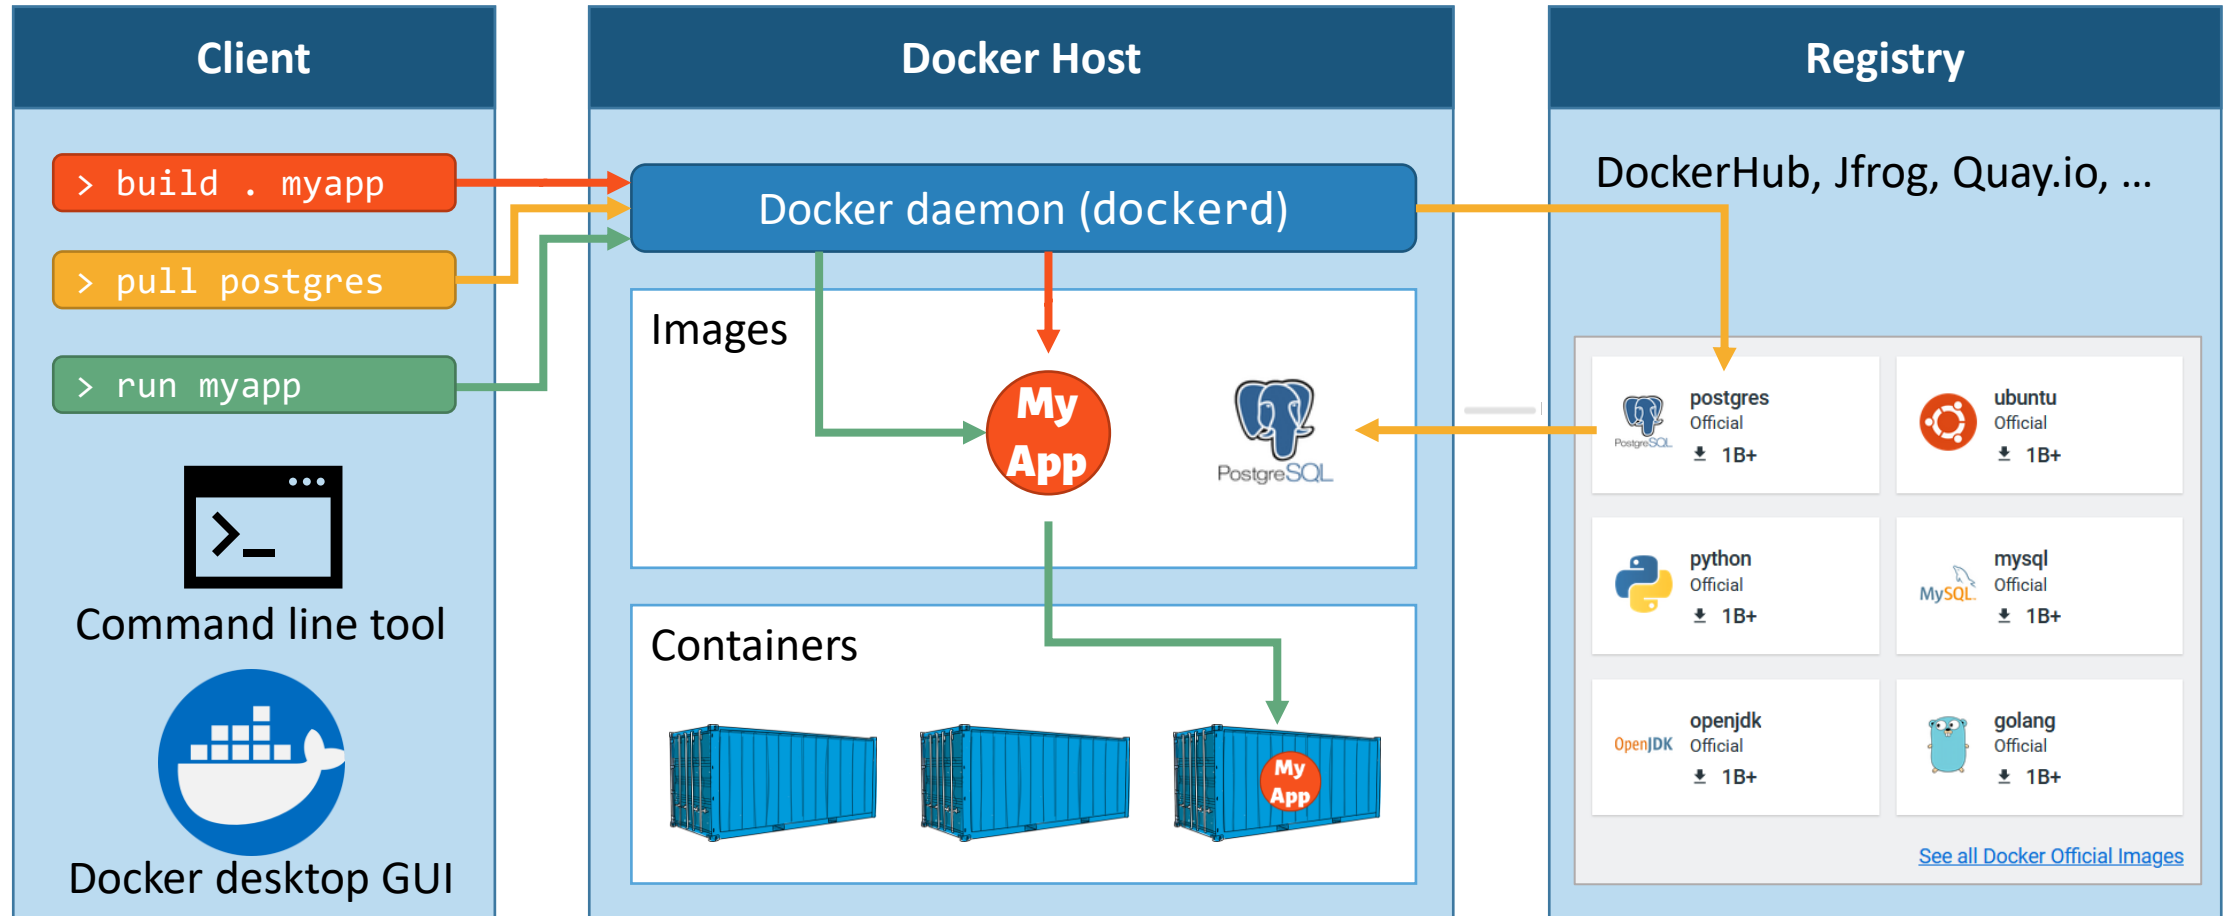 Client
> build . myapp
> pull postgres
> run myapp
Command line tool
Docker desktop GUI
Docker Host
Docker daemon (dockerd)
Images
My
App
PostgreSQL
Containers
My
App
Registry
DockerHub, Jfrog, Quay.io, ...
PostgreSQL
postgres
Official
1B+
ubuntu
Official
1B+
python
Official
1B+
MySQL
mysql
Official
1B+
OpenJDK
openjdk
Official
1B+
golang
Official
1B+
See all Docker Official Images